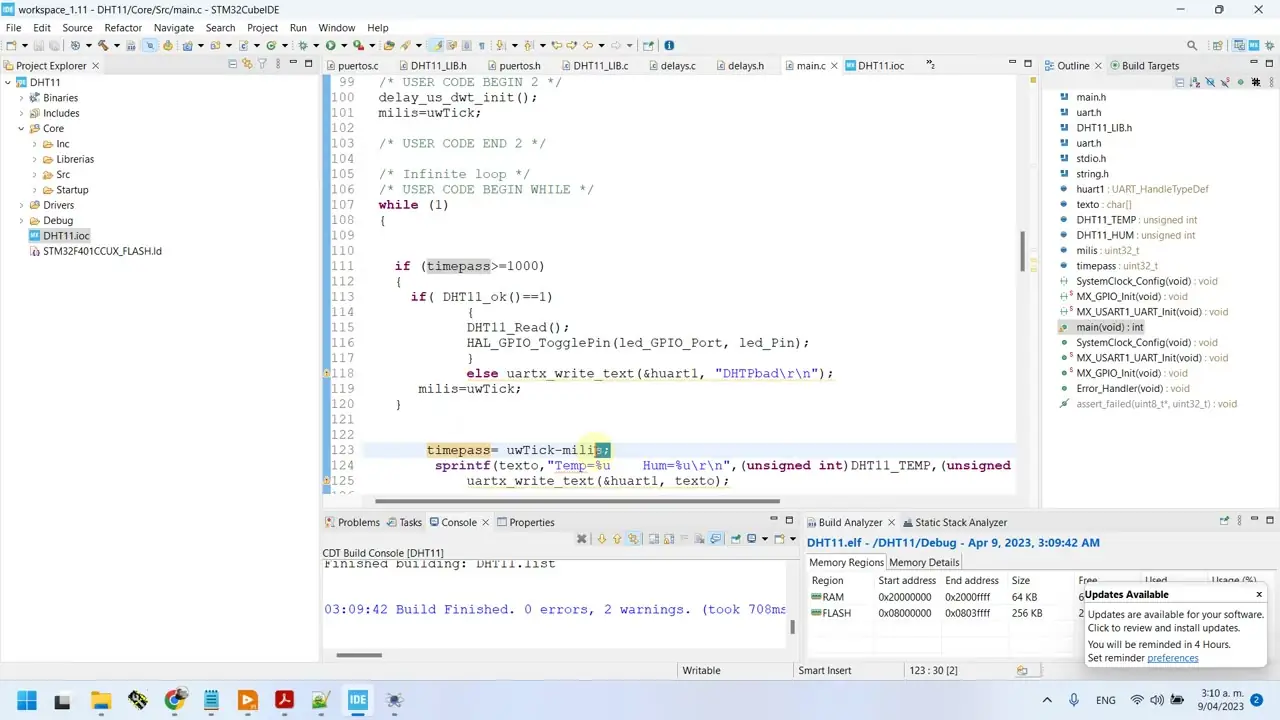 workspace_1.11 - DHT11/Core/Src/main.c - STM32CubeIDE
File Edit Source Refactor Navigate Search Project Run Window Help
Project Explorer
puertos.c DHT11_LIB.h puertos.h DHT11_LIB.c delays.c delays.h main.c DHT11.ioc
Outline Build Targets
DHT11
Binaries
Includes
Core
Inc
Librerias
Src
Startup
Drivers
Debug
DHT11.ioc
STM32F401CCUX_FLASH.ld
99 /* USER CODE BEGIN 2 */
100 delay_us_dwt_init();
101 milis=uwTick;
102
103 /* USER CODE END 2 */
104
105 /* Infinite loop */
106 /* USER CODE BEGIN WHILE */
107 while (1)
108 {
109
110
111 if (timepass>=1000)
112 {
113 if( DHT11_ok()==1)
114 {
115 DHT11_Read();
116 HAL_GPIO_TogglePin(led_GPIO_Port, led_Pin);
117 }
118 else uartx_write_text(&huart1, "DHTPbad\r\n");
119 milis=uwTick;
120 }
121
122
123 timepass= uwTick-milis;
124 sprintf(texto,"Temp=%u Hum=%u\r\n",(unsigned int)DHT11_TEMP,(unsigned
125 uartx_write_text(&huart1, texto);
main.h
uart.h
DHT11_LIB.h
uart.h
stdio.h
string.h
huart1 : UART_HandleTypeDef
texto : char[]
DHT11_TEMP : unsigned int
DHT11_HUM : unsigned int
milis : uint32_t
timepass : uint32_t
SystemClock_Config(void) : void
MX_GPIO_Init(void) : void
MX_USART1_UART_Init(void) : void
main(void) : int
SystemClock_Config(void) : void
MX_USART1_UART_Init(void) : void
MX_GPIO_Init(void) : void
Error_Handler(void) : void
assert_failed(uint8_t*, uint32_t) : void
Problems Tasks Console Properties
CDT Build Console [DHT11]
Finished building: DHT11.list
03:09:42 Build Finished. 0 errors, 2 warnings. (took 708ms
Build Analyzer Static Stack Analyzer
DHT11.elf - /DHT11/Debug - Apr 9, 2023, 3:09:42 AM
Memory Regions Memory Details
Region Start address End address Size Free Used Usage (%)
RAM 0x20000000 0x2000ffff 64 KB
FLASH 0x08000000 0x0803ffff 256 KB
Updates Available
Updates are available for your software.
Click to review and install updates.
You will be reminded in 4 Hours.
Set reminder preferences
Writable Smart Insert 123 : 30 [2]
IDE
ENG
3:10 a. m.
9/04/2023
2